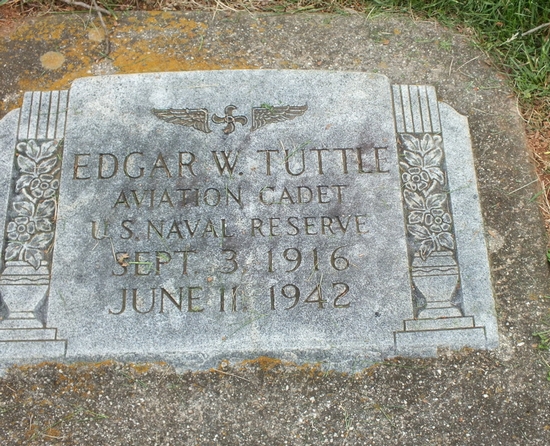 EDGAR W. TUTTLE
AVIATION CADET
U.S. NAVAL RESERVE
SEPT. 3, 1916
JUNE 11, 1942